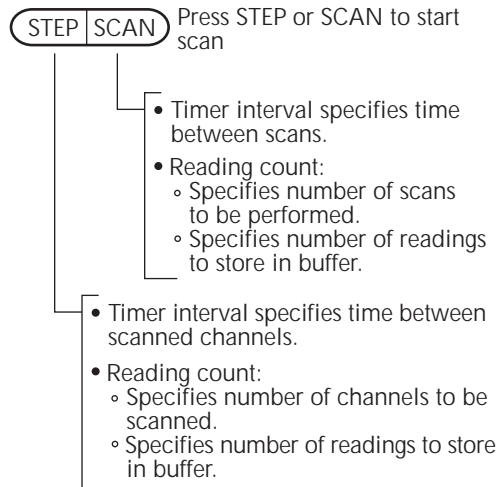 STEP SCAN Press STEP or SCAN to start
scan
• Timer interval specifies time
between scans.
• Reading count:
∘ Specifies number of scans
to be performed.
∘ Specifies number of readings
to store in buffer.
• Timer interval specifies time between
scanned channels.
• Reading count:
∘ Specifies number of channels to be
scanned.
∘ Specifies number of readings to store
in buffer.